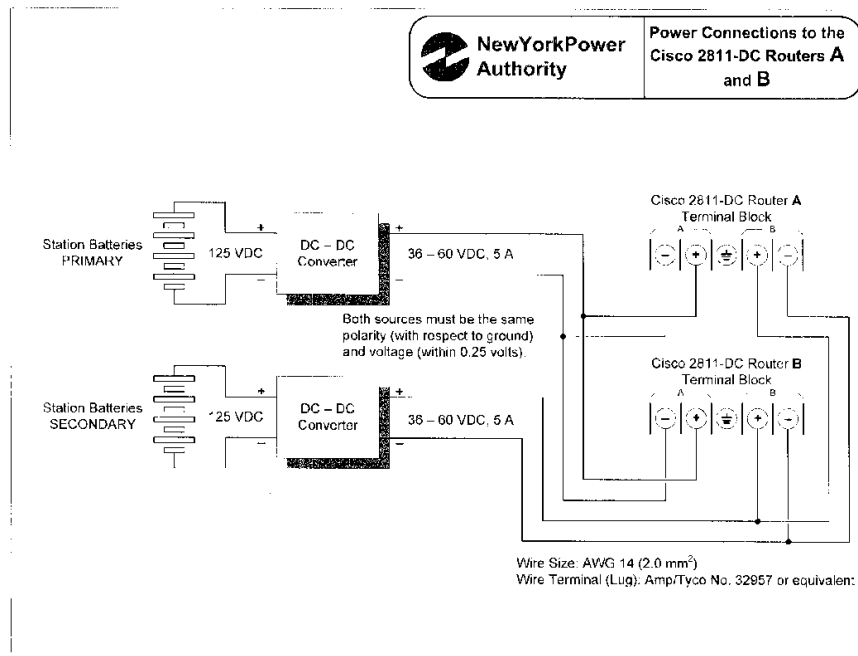 NewYorkPower
Authority
Power Connections to the
Cisco 2811-DC Routers A
and B
Station Batteries
PRIMARY
125 VDC
+
−
DC – DC
Converter
+
−
36 – 60 VDC, 5 A
Cisco 2811-DC Router A
Terminal Block
A
B
− + + −
Both sources must be the same
polarity (with respect to ground)
and voltage (within 0.25 volts).
Station Batteries
SECONDARY
125 VDC
+
−
DC – DC
Converter
+
−
36 – 60 VDC, 5 A
Cisco 2811-DC Router B
Terminal Block
A
B
− + + −
Wire Size: AWG 14 (2.0 mm²)
Wire Terminal (Lug): Amp/Tyco No. 32957 or equivalent